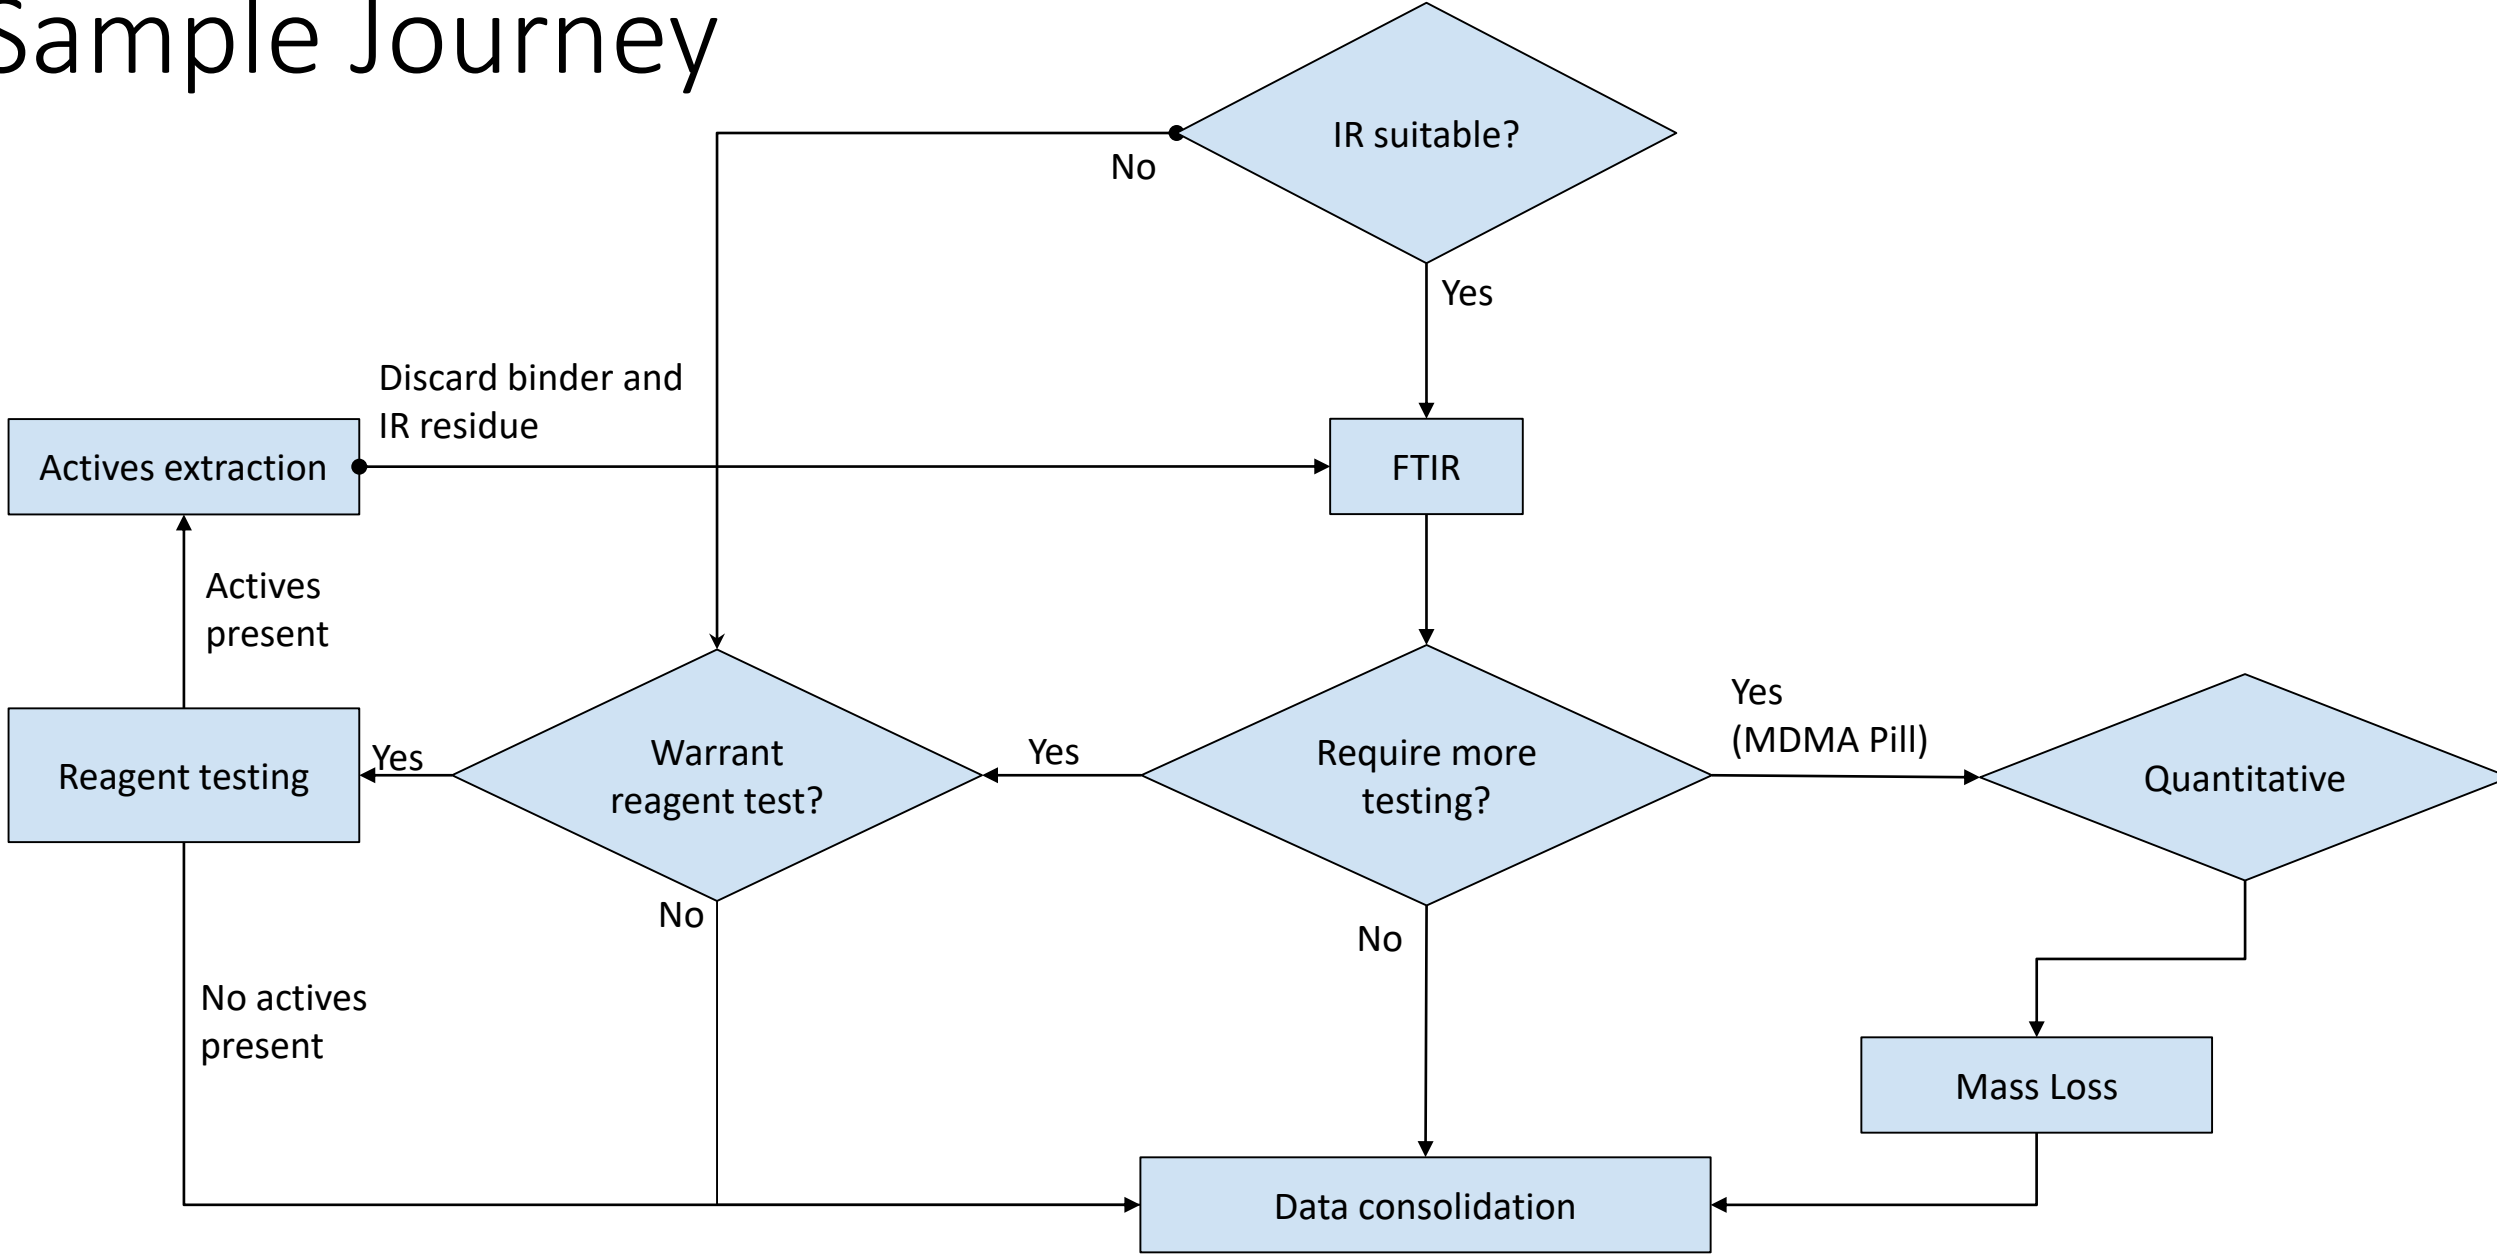 Sample Journey
IR suitable?
No
Yes
Discard binder and
IR residue
Actives extraction
FTIR
Actives
present
Yes
(MDMA Pill)
Warrant
reagent test?
Yes
Require more
testing?
Quantitative
Reagent testing
Yes
No
No
No actives
present
Mass Loss
Data consolidation